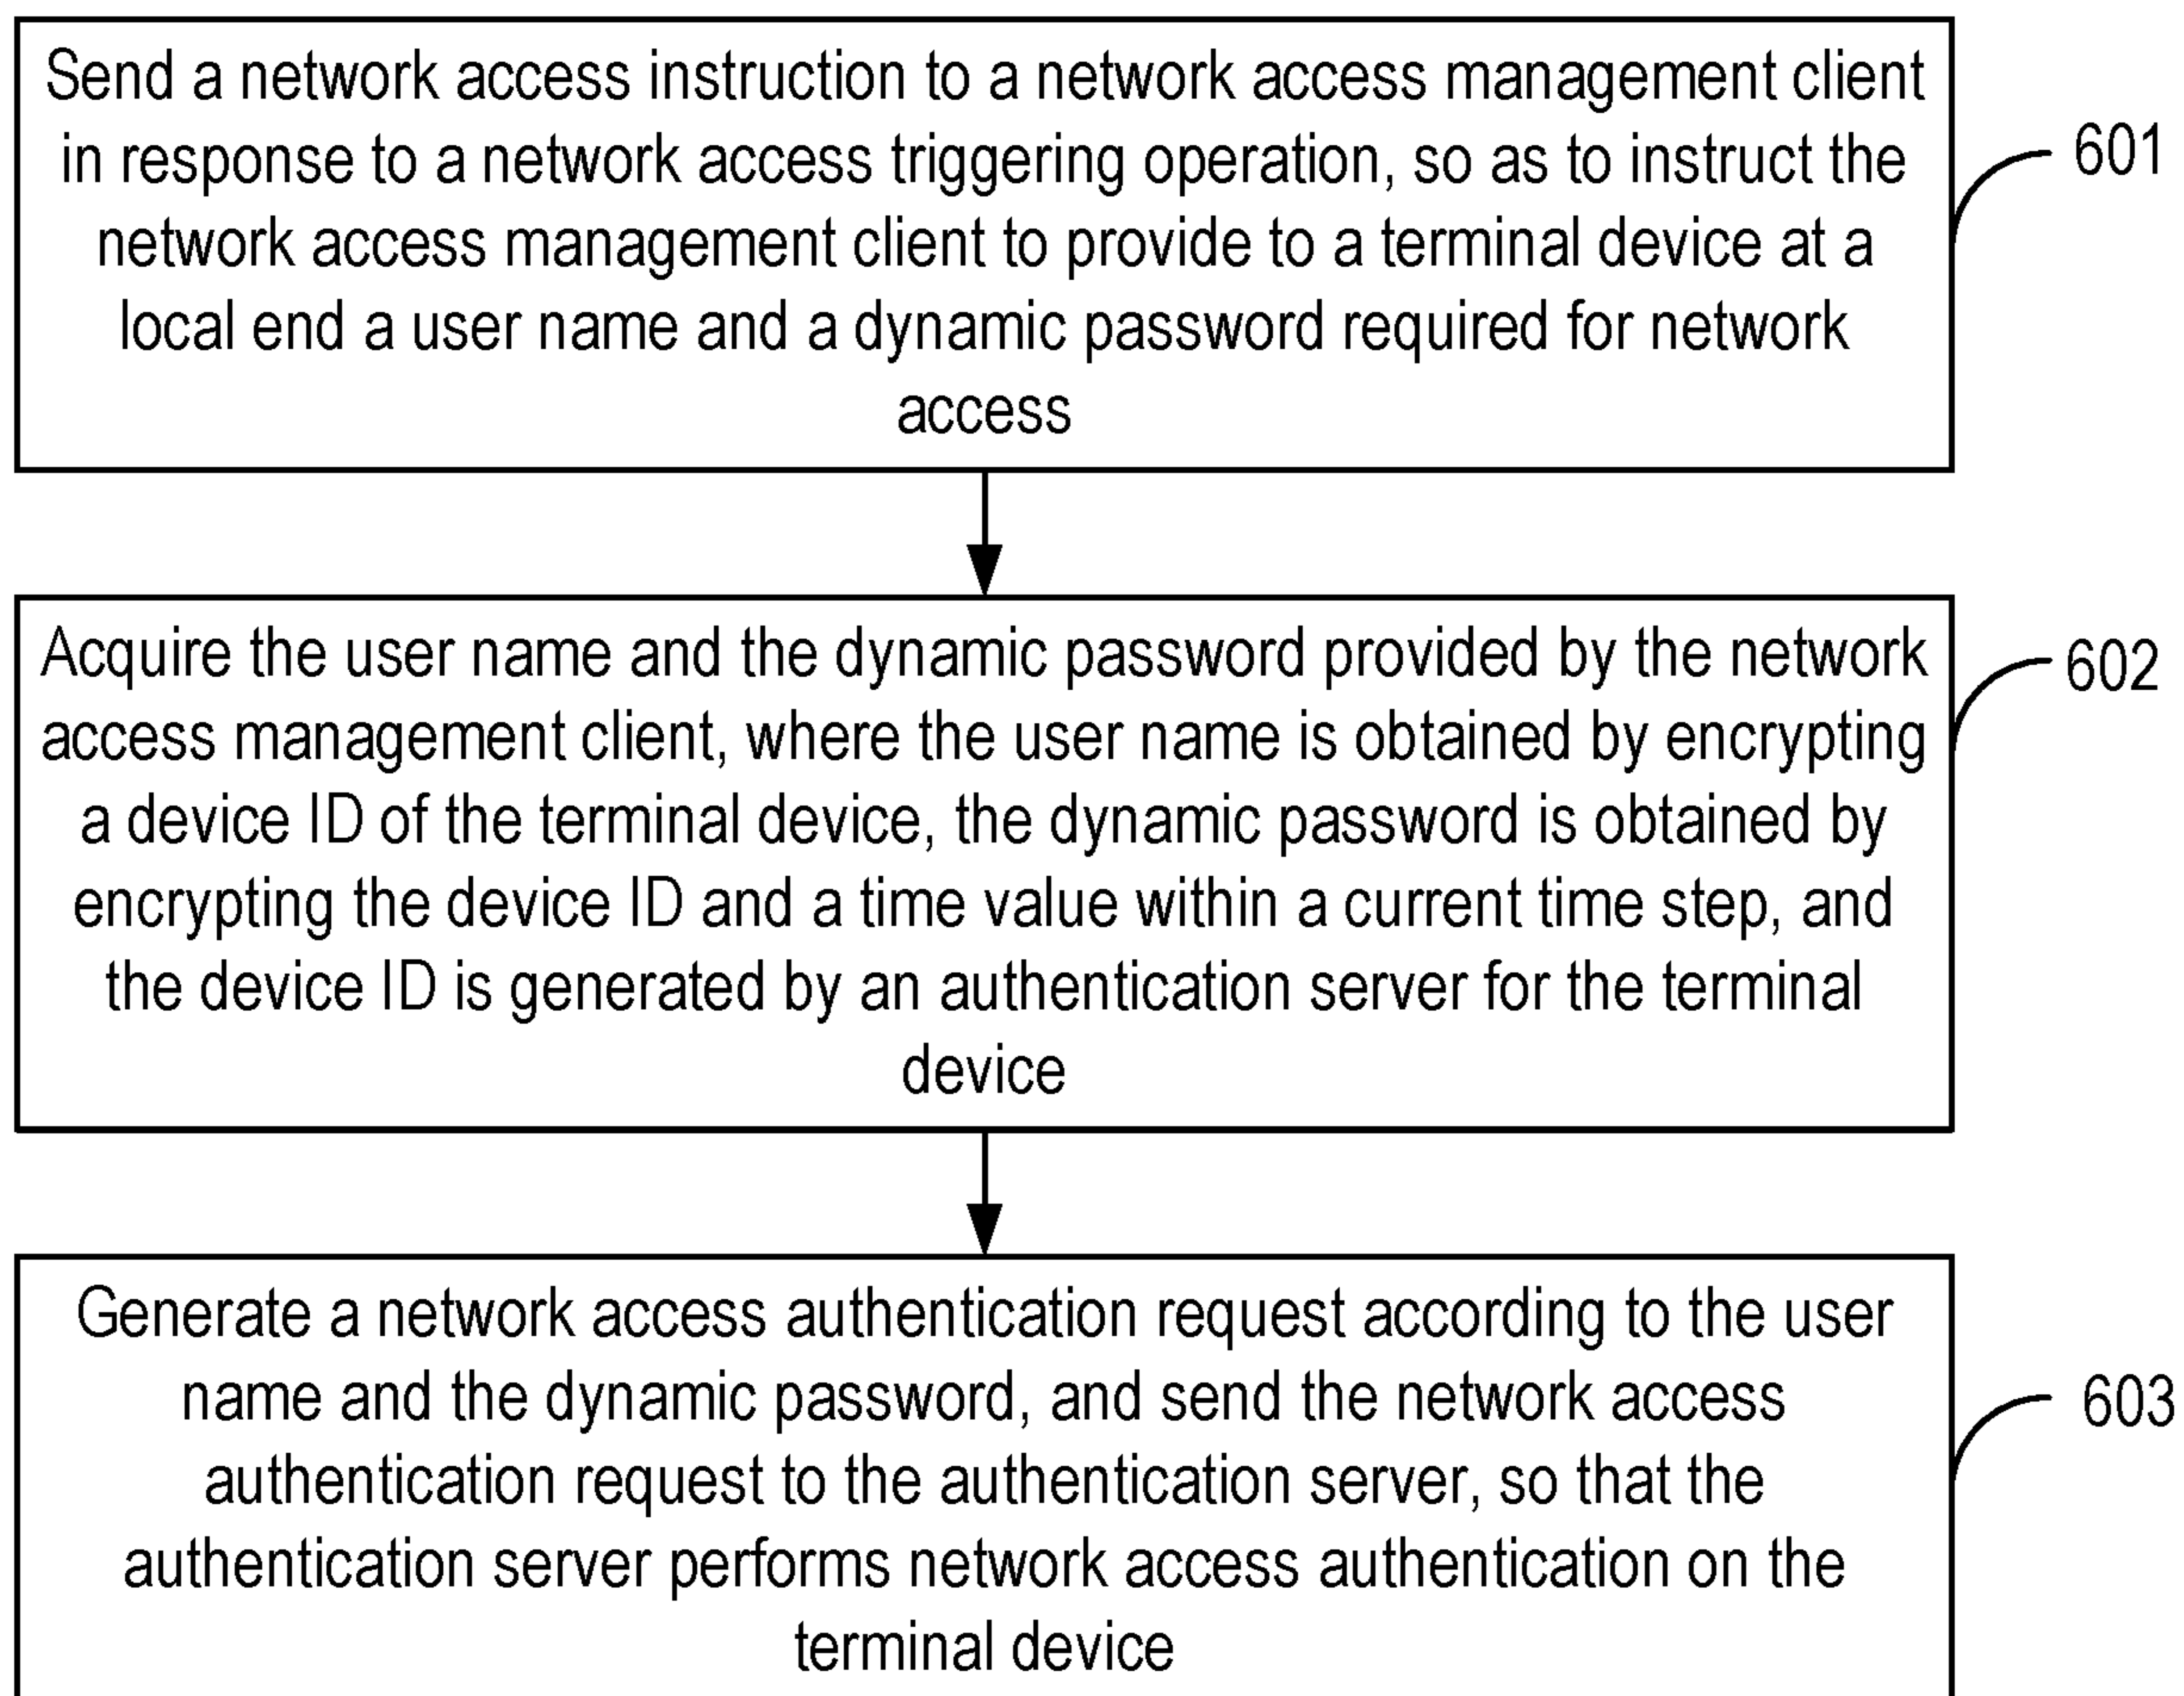 Send a network access instruction to a network access management client
in response to a network access triggering operation, so as to instruct the
network access management client to provide to a terminal device at a
local end a user name and a dynamic password required for network
access
601
Acquire the user name and the dynamic password provided by the network
access management client, where the user name is obtained by encrypting
a device ID of the terminal device, the dynamic password is obtained by
encrypting the device ID and a time value within a current time step, and
the device ID is generated by an authentication server for the terminal
device
602
Generate a network access authentication request according to the user
name and the dynamic password, and send the network access
authentication request to the authentication server, so that the
authentication server performs network access authentication on the
terminal device
603